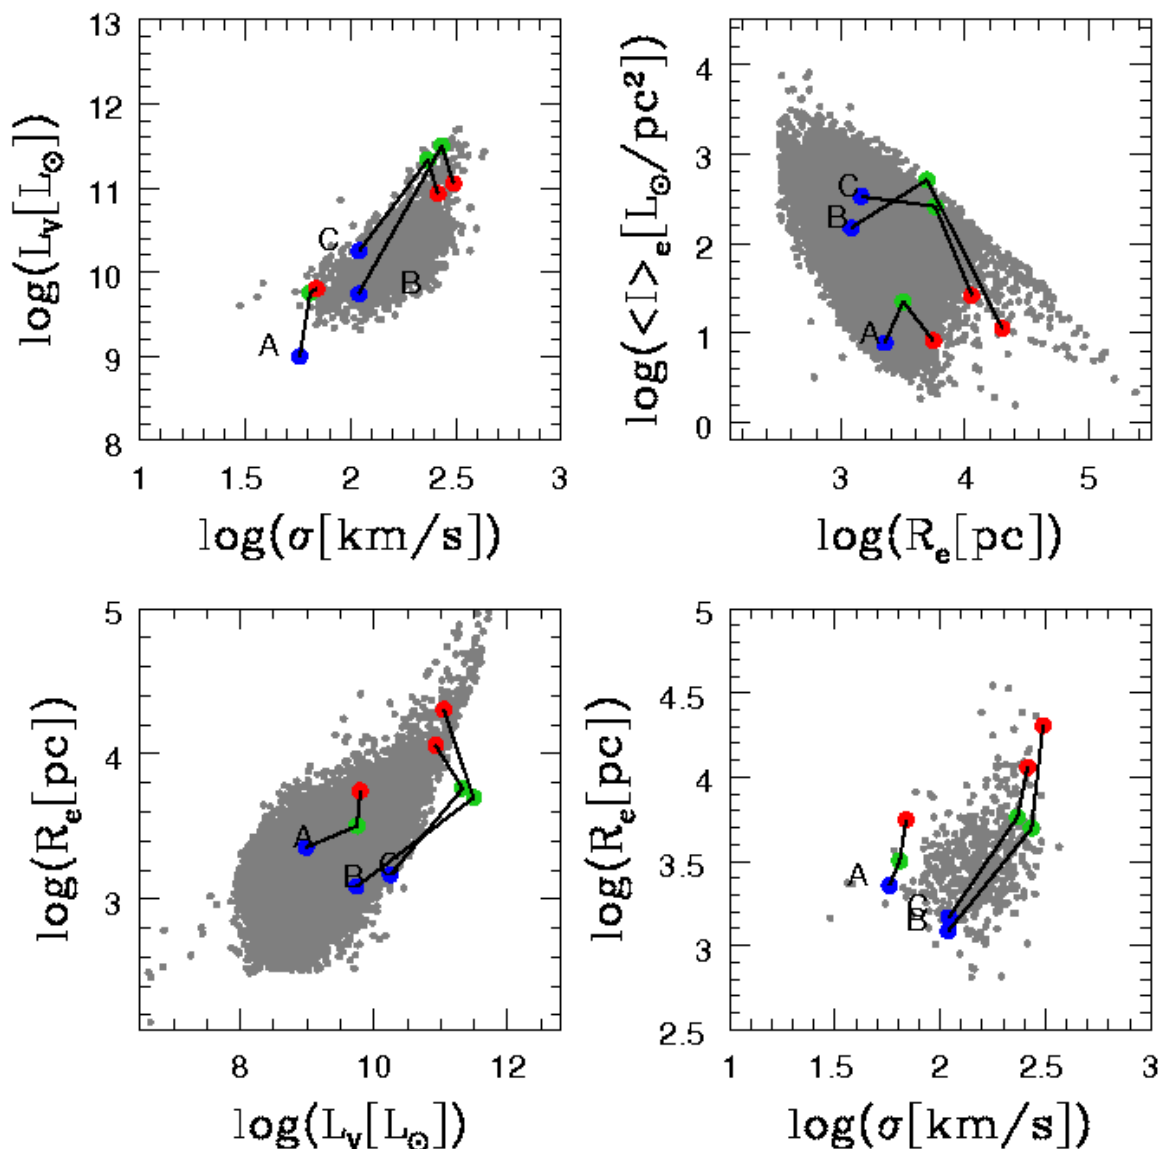 log(L_v[L_⊙])
13
12
11
10
9
8
C
B
A
1
1.5
2
2.5
3
log(σ[km/s])
log(<I>_e[L_⊙/pc²])
4
3
2
1
0
C
B
A
3
4
5
log(R_e[pc])
log(R_e[pc])
5
4
3
A
B
C
8
10
12
log(L_v[L_⊙])
log(R_e[pc])
5
4.5
4
3.5
3
2.5
A
C
B
1
1.5
2
2.5
3
log(σ[km/s])